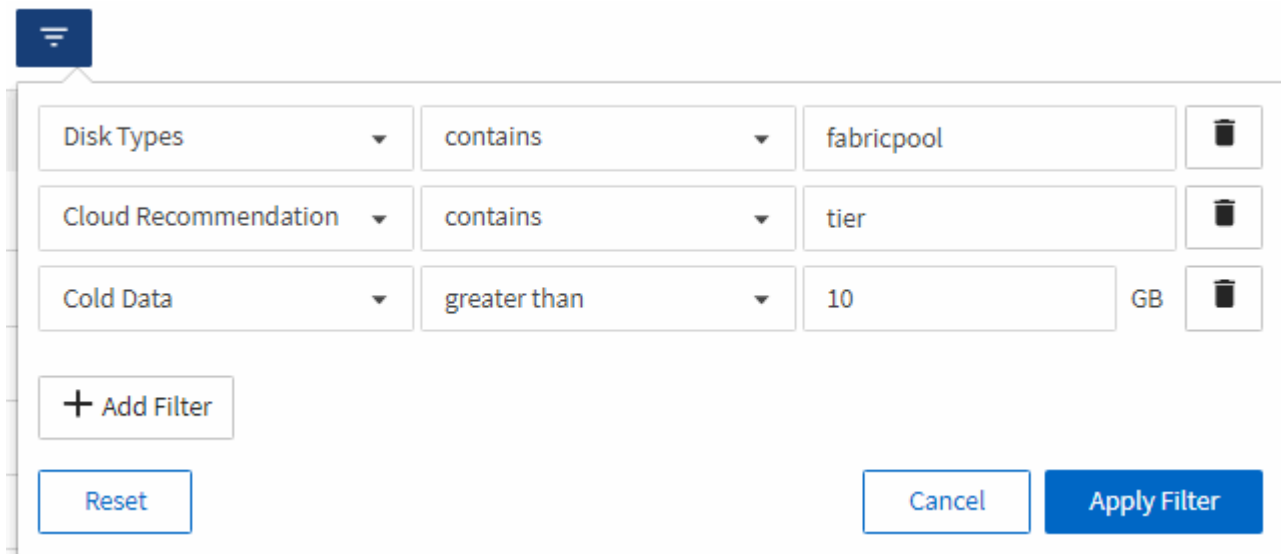 Disk Types contains fabricpool
Cloud Recommendation contains tier
Cold Data greater than 10 GB
+ Add Filter
Reset Cancel Apply Filter